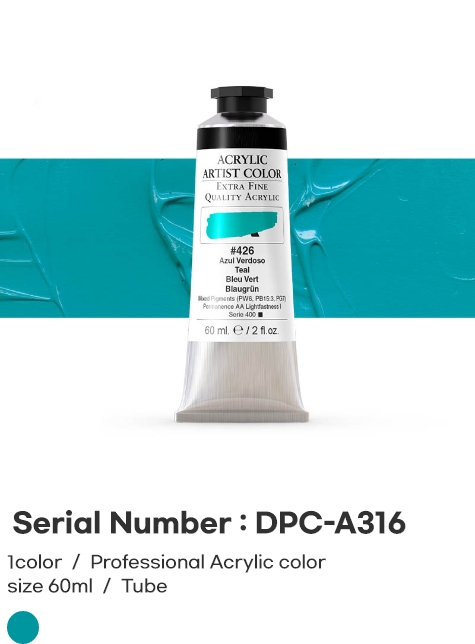 ACRYLIC
ARTIST COLOR
EXTRA FINE
QUALITY ACRYLIC
#426
Azul Verdoso
Teal
Bleu Vert
Blaugrün
Mixed Pigments (PW6, PB15:3, PG7)
Permanence AA Lightfastness I
Serie 400 ■
60 ml. ℮ / 2 fl.oz.
Serial Number : DPC-A316
1color / Professional Acrylic color
size 60ml / Tube